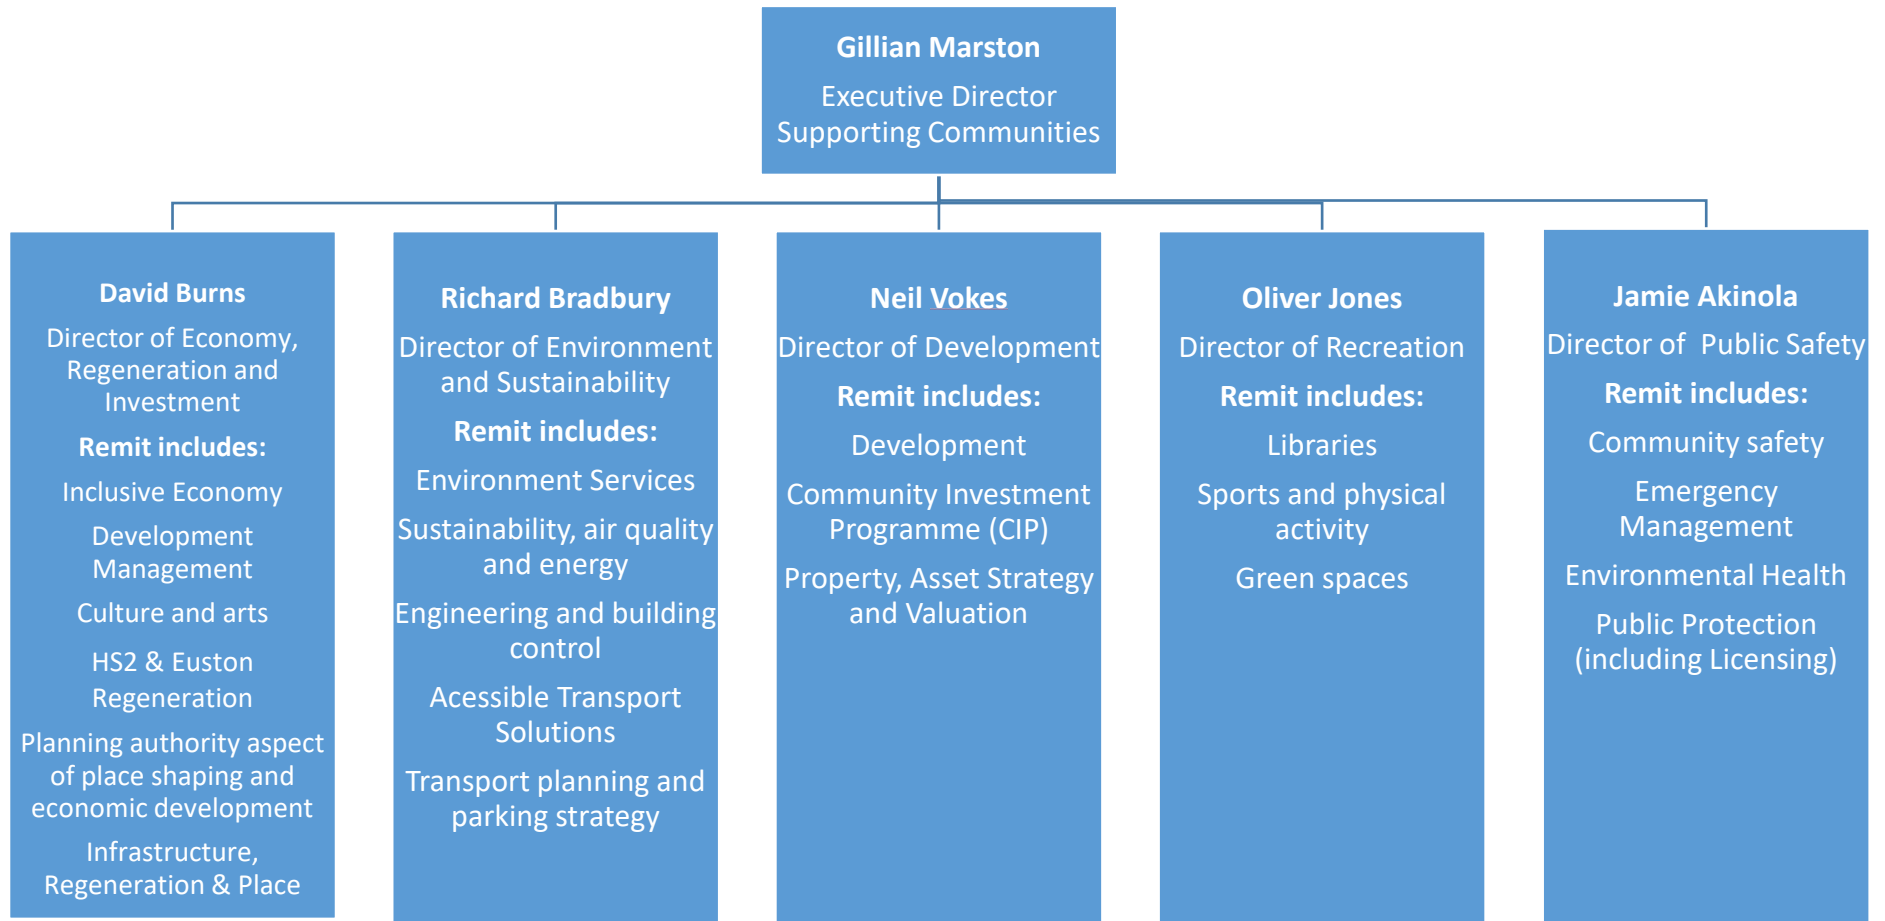 Gillian Marston
Executive Director
Supporting Communities
David Burns
Director of Economy,
Regeneration and
Investment
Remit includes:
Inclusive Economy
Development
Management
Culture and arts
HS2 & Euston
Regeneration
Planning authority aspect
of place shaping and
economic development
Infrastructure,
Regeneration & Place
Richard Bradbury
Director of Environment
and Sustainability
Remit includes:
Environment Services
Sustainability, air quality
and energy
Engineering and building
control
Acessible Transport
Solutions
Transport planning and
parking strategy
Neil Vokes
Director of Development
Remit includes:
Development
Community Investment
Programme (CIP)
Property, Asset Strategy
and Valuation
Oliver Jones
Director of Recreation
Remit includes:
Libraries
Sports and physical
activity
Green spaces
Jamie Akinola
Director of  Public Safety
Remit includes:
Community safety
Emergency
Management
Environmental Health
Public Protection
(including Licensing)